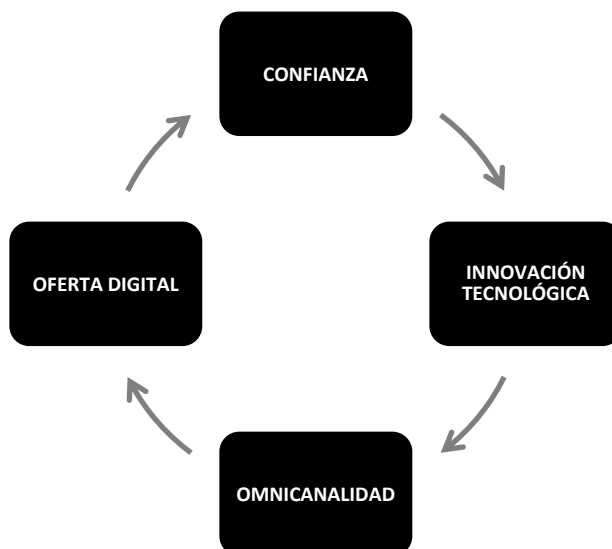 CONFIANZA
OFERTA DIGITAL
INNOVACIÓN
TECNOLÓGICA
OMNICANALIDAD